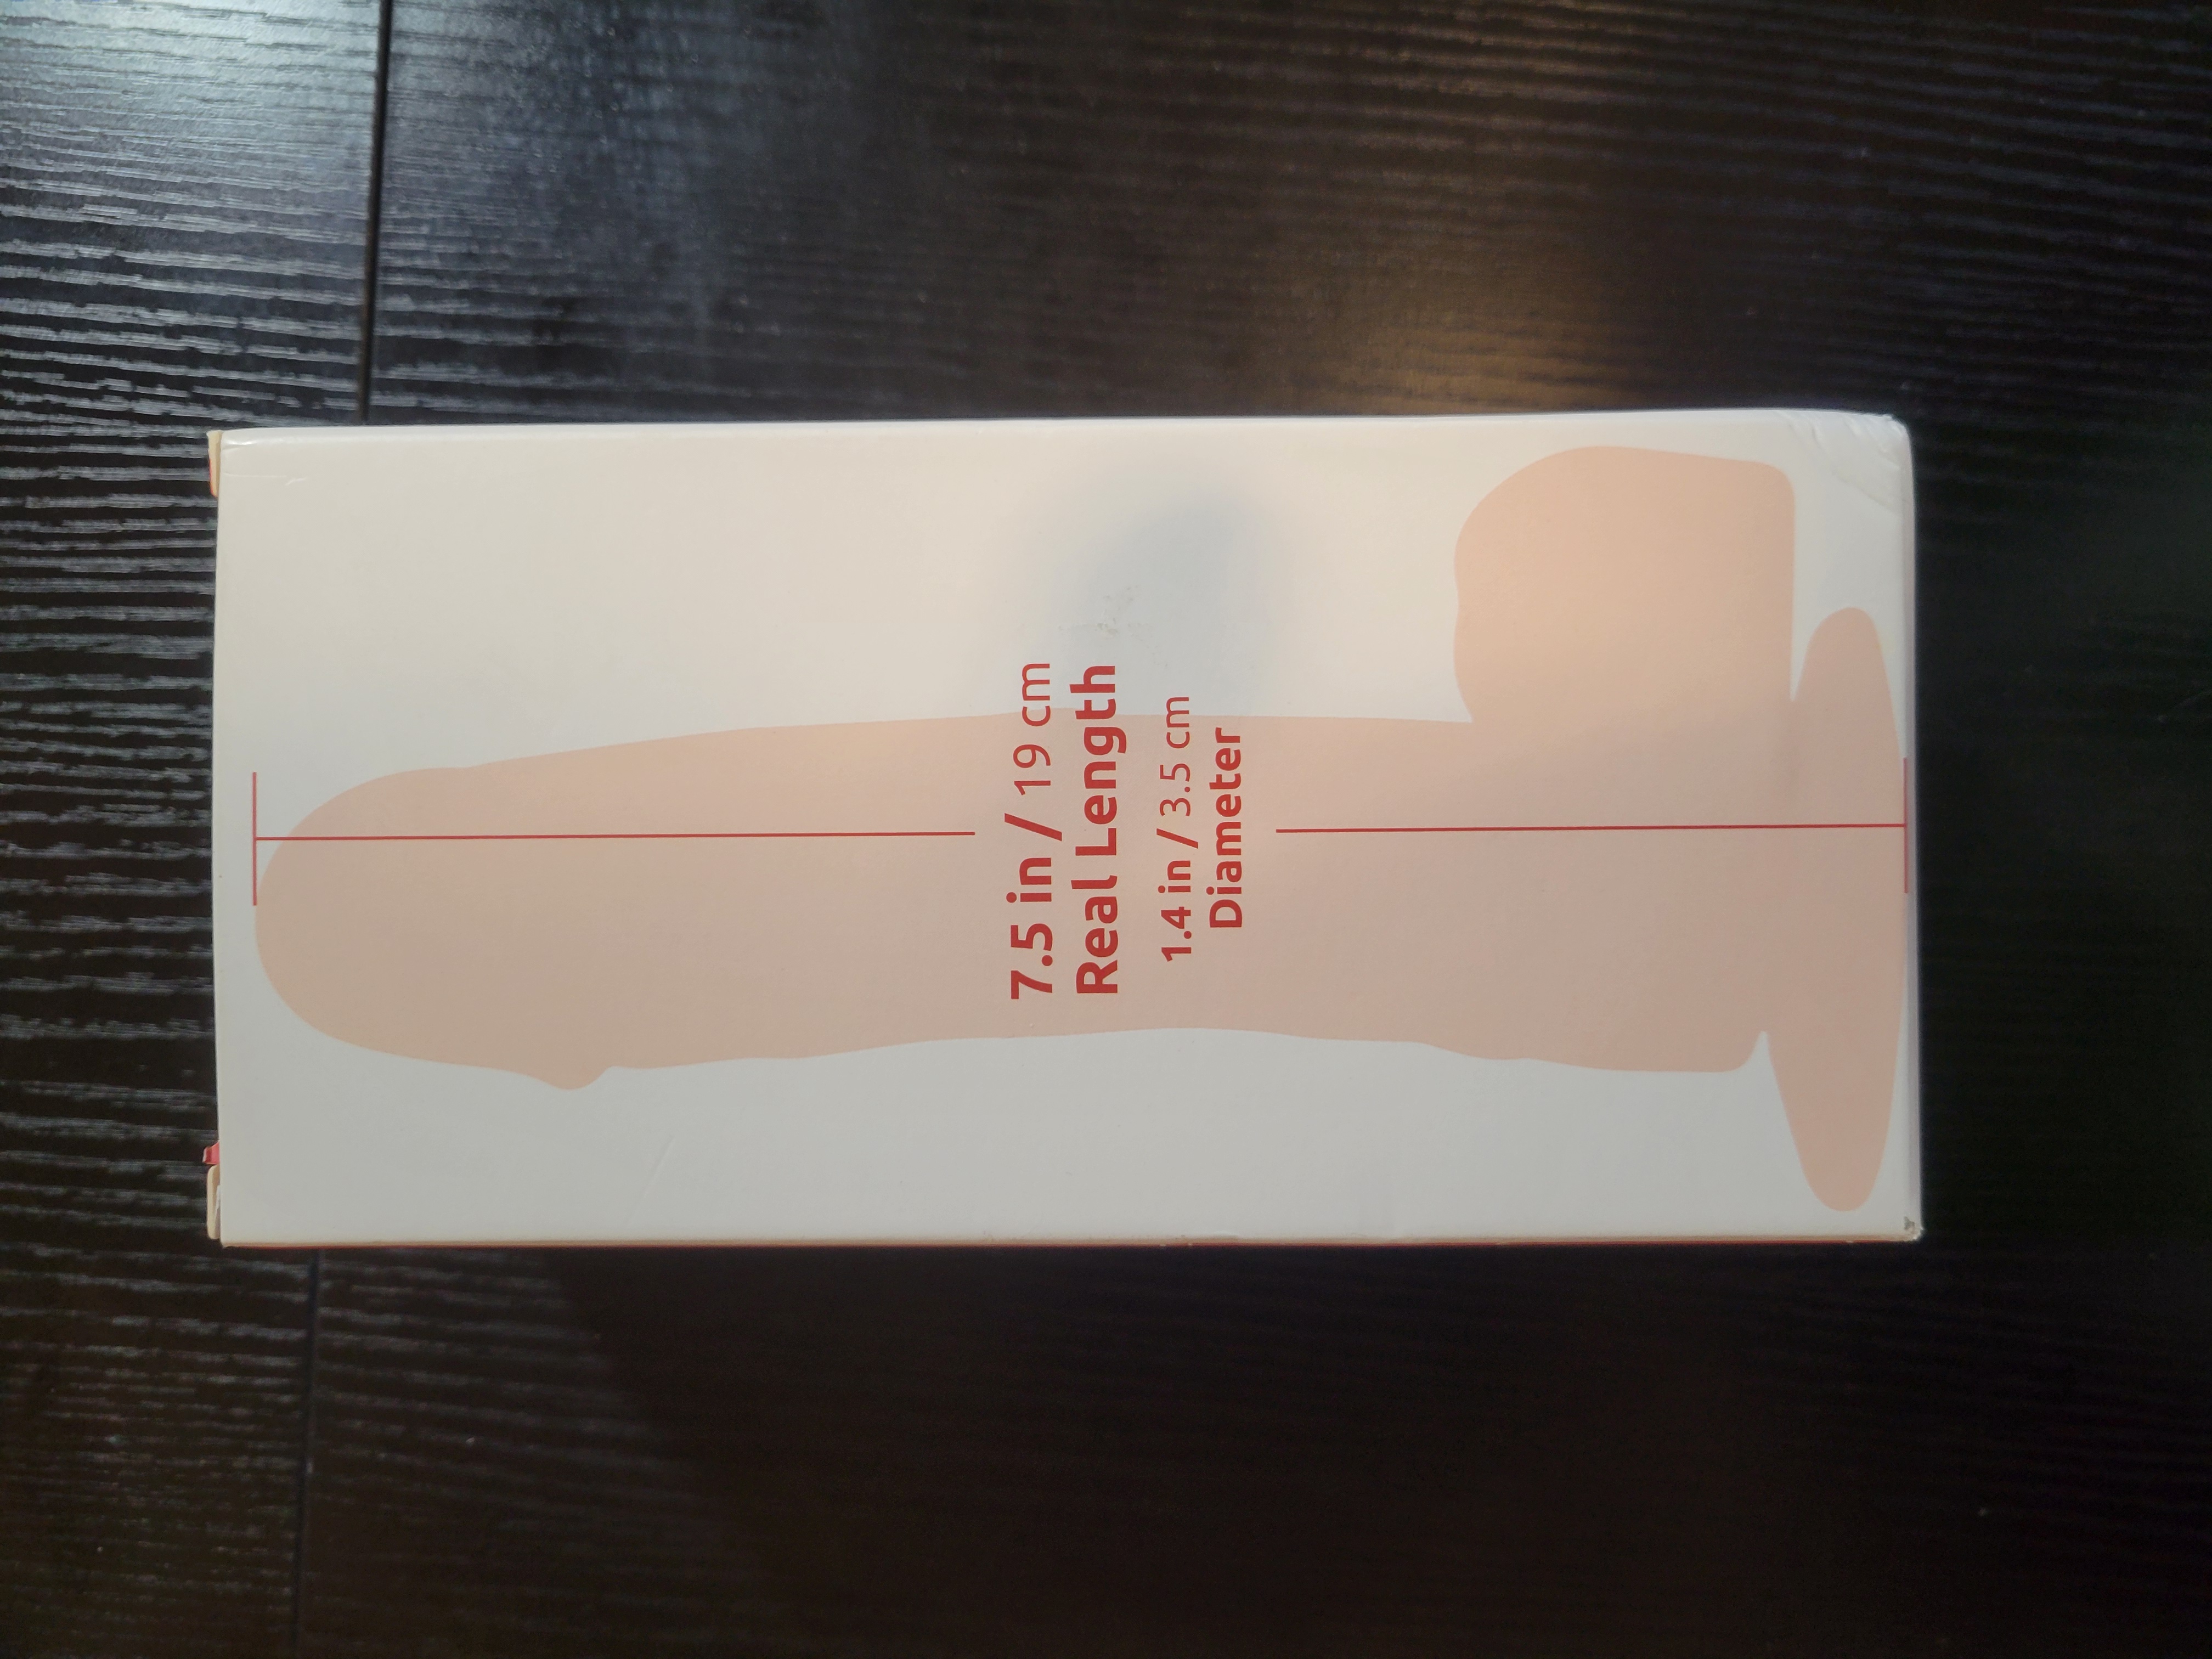 7.5 in / 19 cm
Real Length
1.4 in / 3.5 cm
Diameter